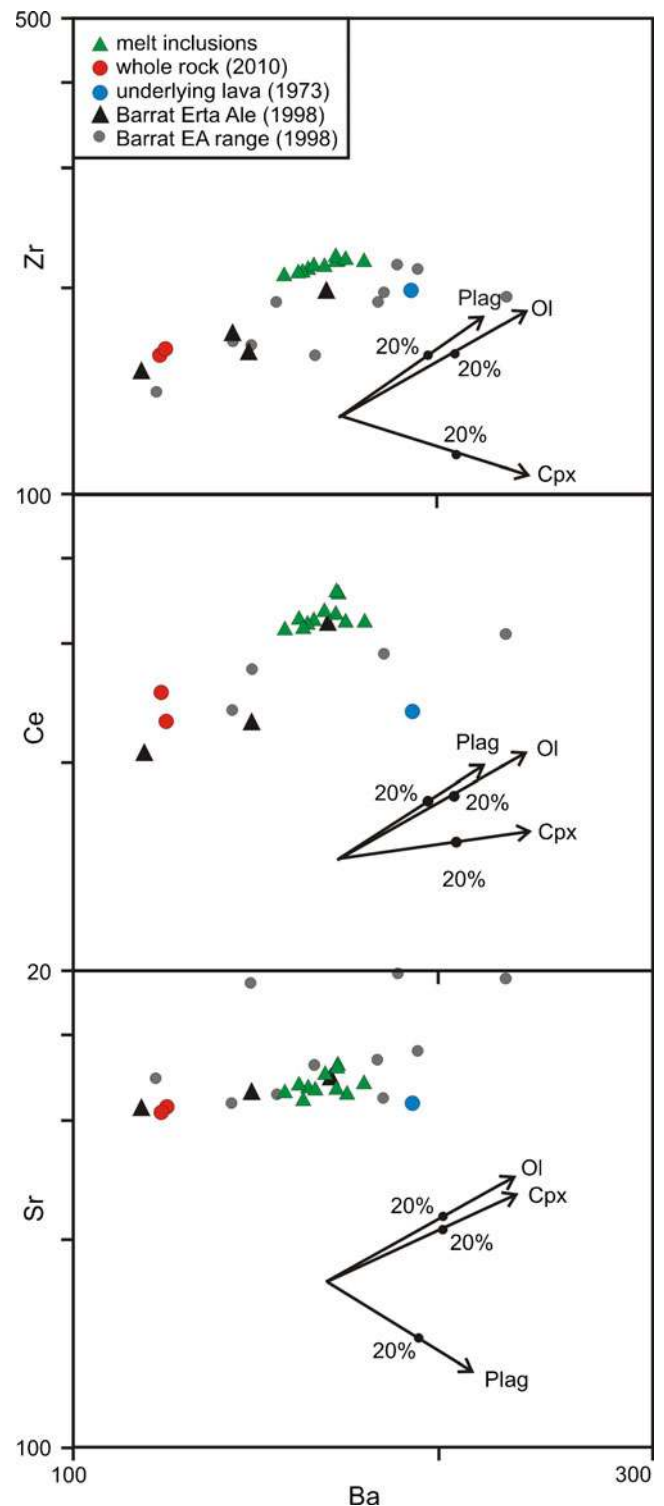 500
melt inclusions
whole rock (2010)
underlying lava (1973)
Barrat Erta Ale (1998)
Barrat EA range (1998)
Zr
Plag
Ol
20%
20%
20%
Cpx
100
Ce
Plag
Ol
20%
20%
Cpx
20%
20
Sr
Ol
Cpx
20%
20%
20%
Plag
100
100
Ba
300